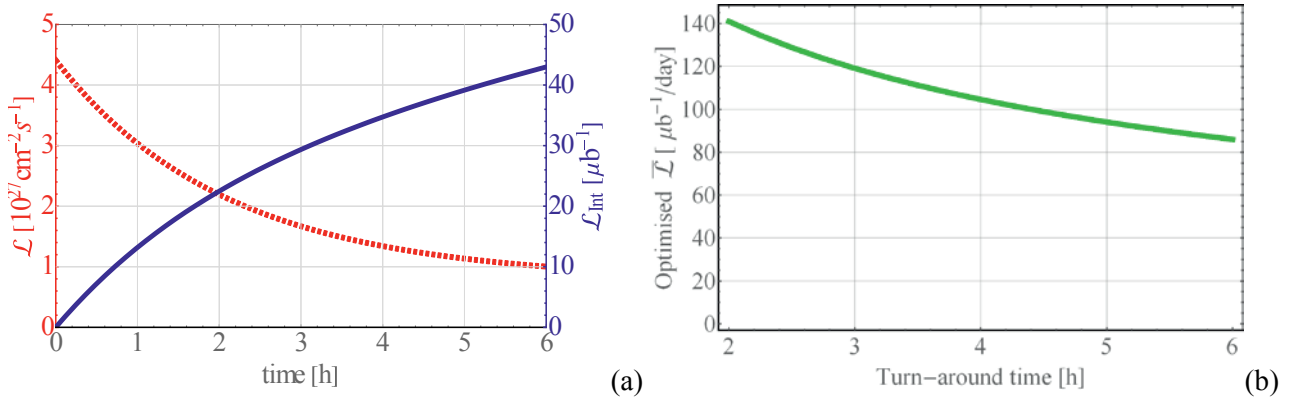 5
4
3
2
1
0
ℒ [10²⁷/cm⁻²s⁻¹]
50
40
30
20
10
0
ℒInt [μb⁻¹]
0 1 2 3 4 5 6
time [h]
(a)
140
120
100
80
60
40
20
0
Optimised ℒ̅ [ μb⁻¹/day]
2 3 4 5 6
Turn−around time [h]
(b)